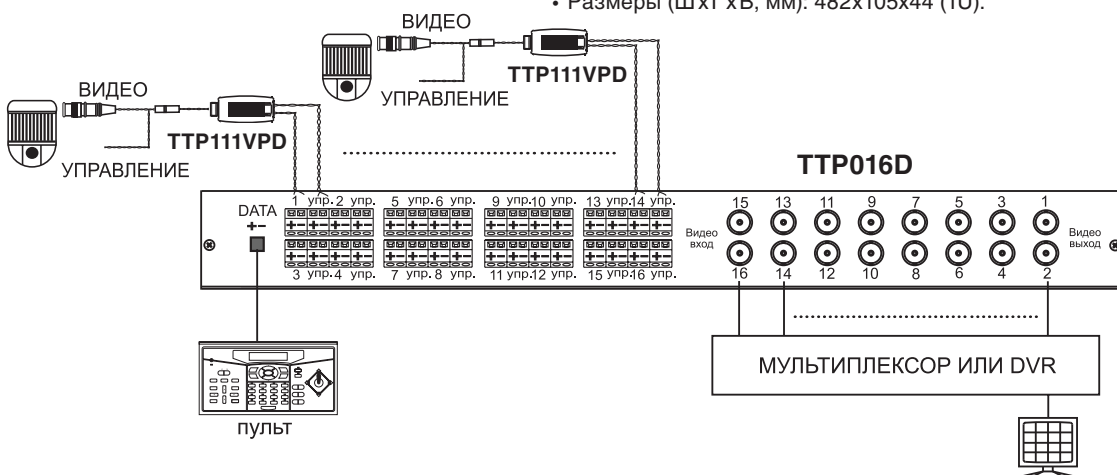 • Размеры (ШхГхВ, мм): 482х105х44 (1U).
ВИДЕО
TTP111VPD
УПРАВЛЕНИЕ
ВИДЕО
TTP111VPD
УПРАВЛЕНИЕ
TTP016D
DATA
+ −
1 упр. 2 упр. 5 упр. 6 упр. 9 упр. 10 упр. 13 упр. 14 упр.
3 упр. 4 упр. 7 упр. 8 упр. 11 упр. 12 упр. 15 упр. 16 упр.
15 13 11 9 7 5 3 1
Видео вход
Видео выход
16 14 12 10 8 6 4 2
МУЛЬТИПЛЕКСОР ИЛИ DVR
пульт